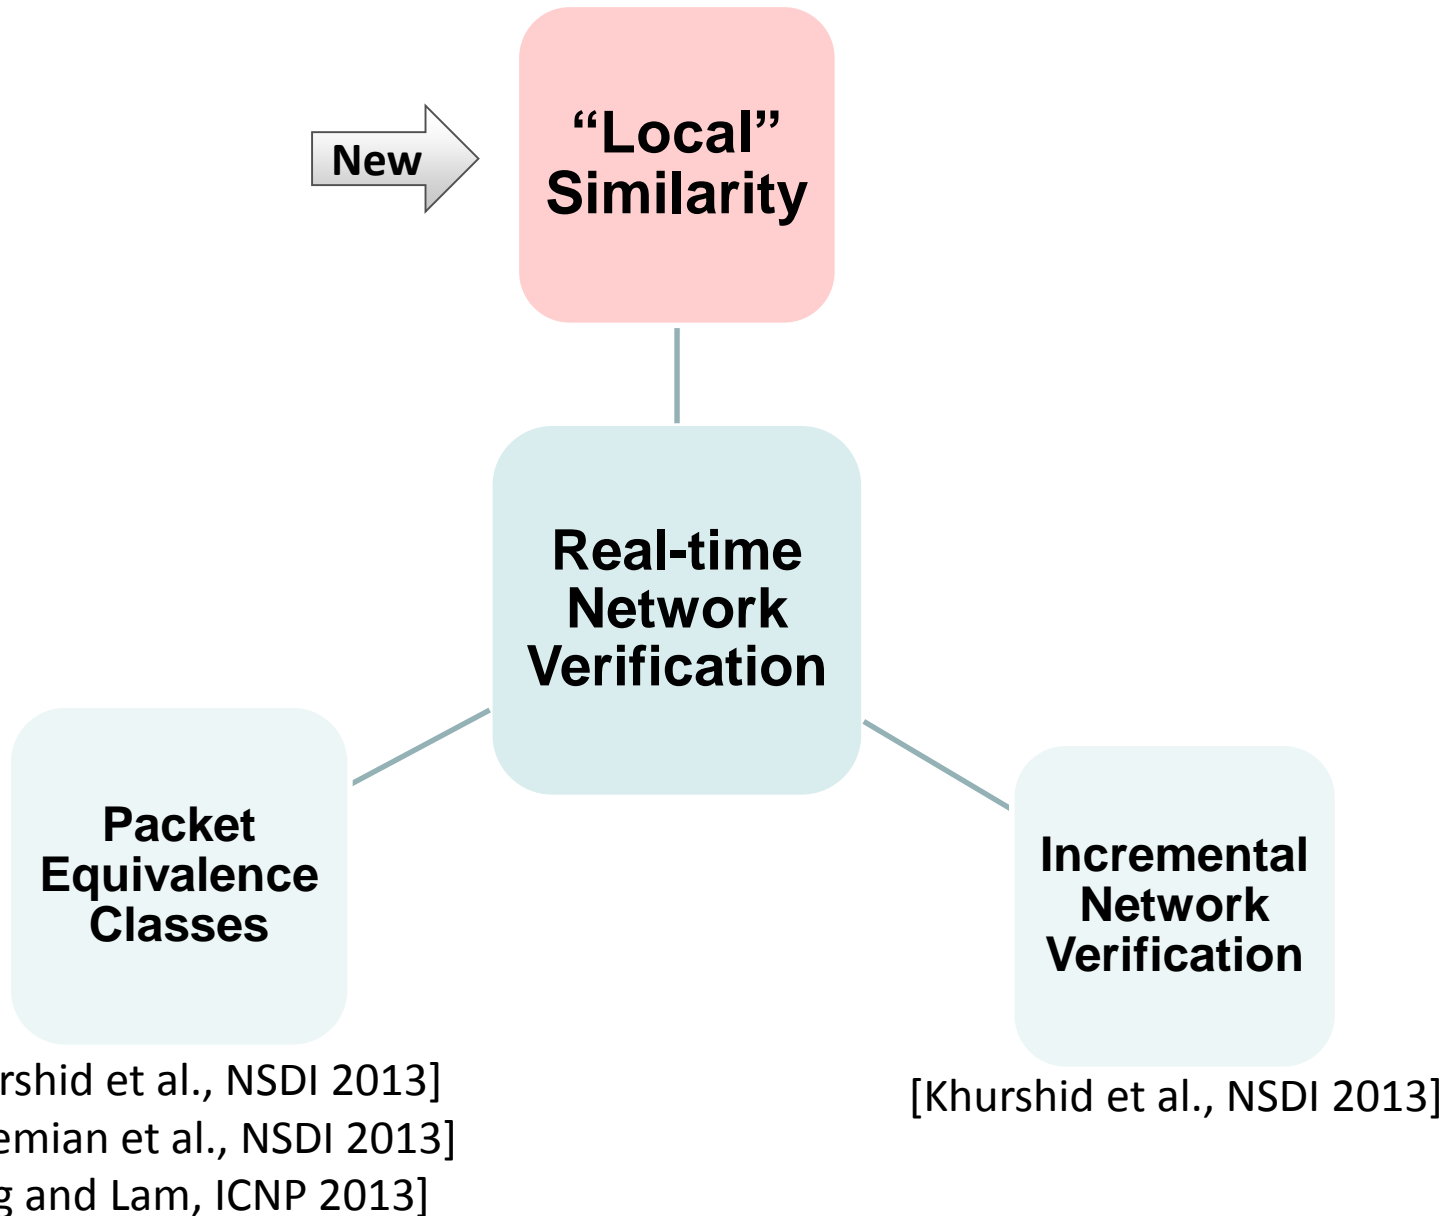 “Local”
Similarity
New
Real-time
Network
Verification
Packet
Equivalence
Classes
Incremental
Network
Verification
et al., NSDI 2013]
et al., NSDI 2013]
and Lam, ICNP 2013]
[Khurshid et al., NSDI 2013]